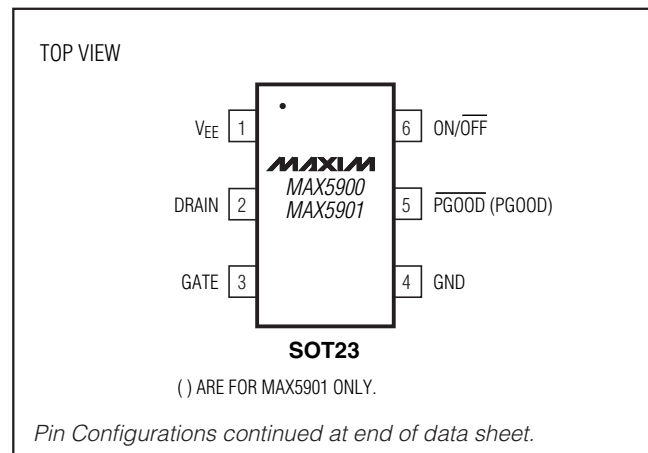 TOP VIEW
VEE 1
6 ON/OFF
MAXIM
MAX5900
MAX5901
DRAIN 2
5 PGOOD (PGOOD)
GATE 3
4 GND
SOT23
( ) ARE FOR MAX5901 ONLY.
Pin Configurations continued at end of data sheet.